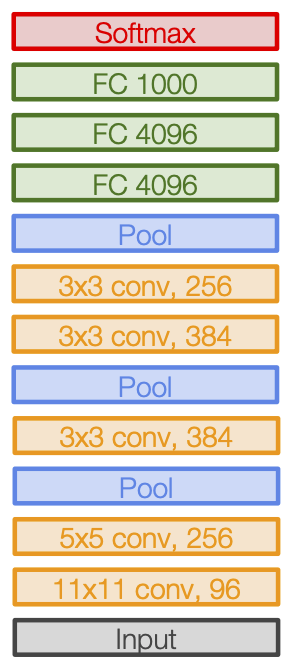 Softmax
FC 1000
FC 4096
FC 4096
Pool
3x3 conv, 256
3x3 conv, 384
Pool
3x3 conv, 384
Pool
5x5 conv, 256
11x11 conv, 96
Input